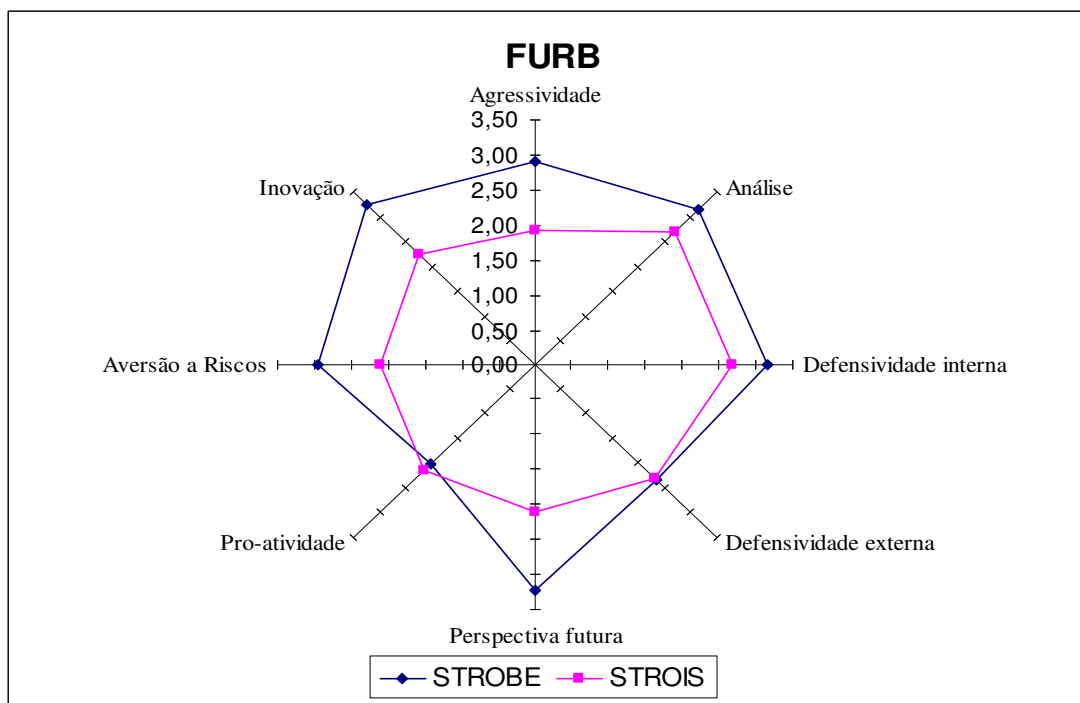 FURB
Agressividade
3,50
3,00
2,50
2,00
1,50
1,00
0,50
0,00
Inovação
Análise
Aversão a Riscos
Defensividade interna
Pro-atividade
Defensividade externa
Perspectiva futura
STROBE STROIS